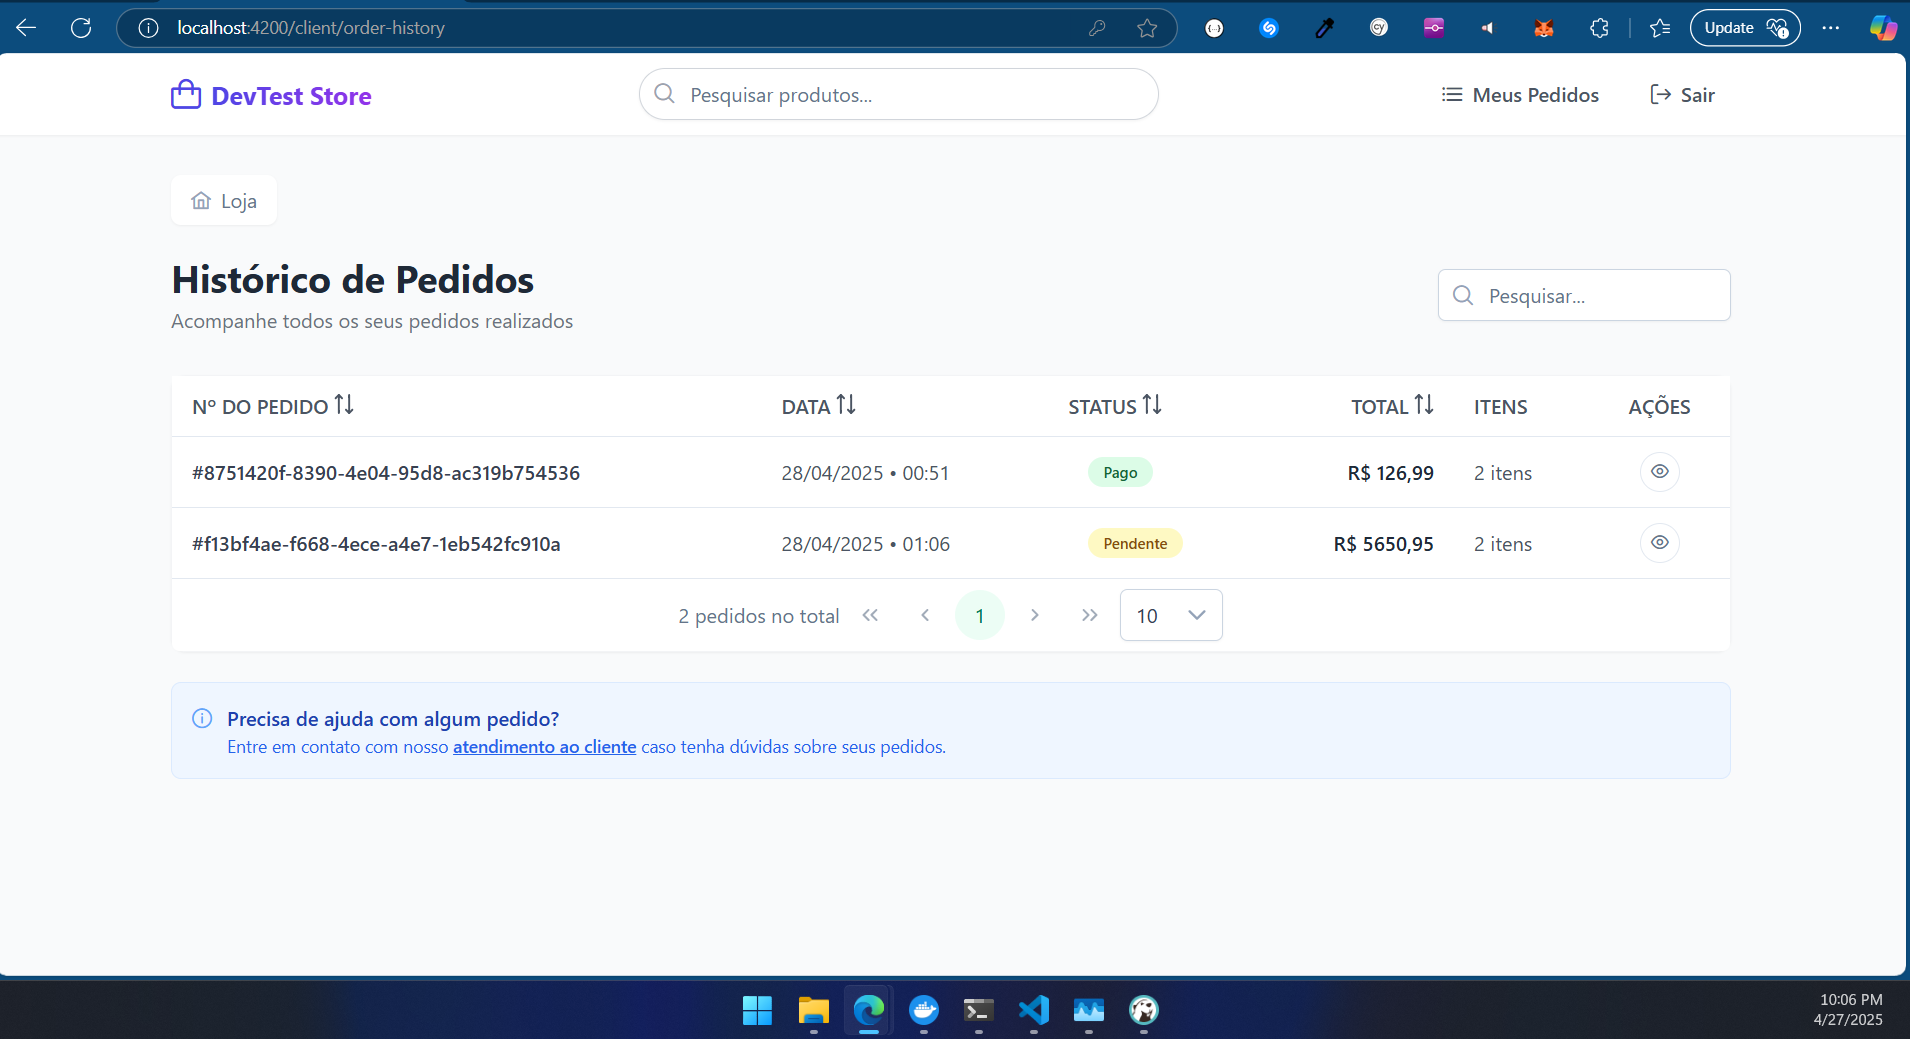 localhost:4200/client/order-history
Update
DevTest Store
Pesquisar produtos...
Meus Pedidos
Sair
Loja
Histórico de Pedidos
Acompanhe todos os seus pedidos realizados
Pesquisar...
Nº DO PEDIDO DATA STATUS TOTAL ITENS AÇÕES
#8751420f-8390-4e04-95d8-ac319b754536 28/04/2025 • 00:51 Pago R$ 126,99 2 itens
#f13bf4ae-f668-4ece-a4e7-1eb542fc910a 28/04/2025 • 01:06 Pendente R$ 5650,95 2 itens
2 pedidos no total 1 10
Precisa de ajuda com algum pedido?
Entre em contato com nosso atendimento ao cliente caso tenha dúvidas sobre seus pedidos.
10:06 PM
4/27/2025